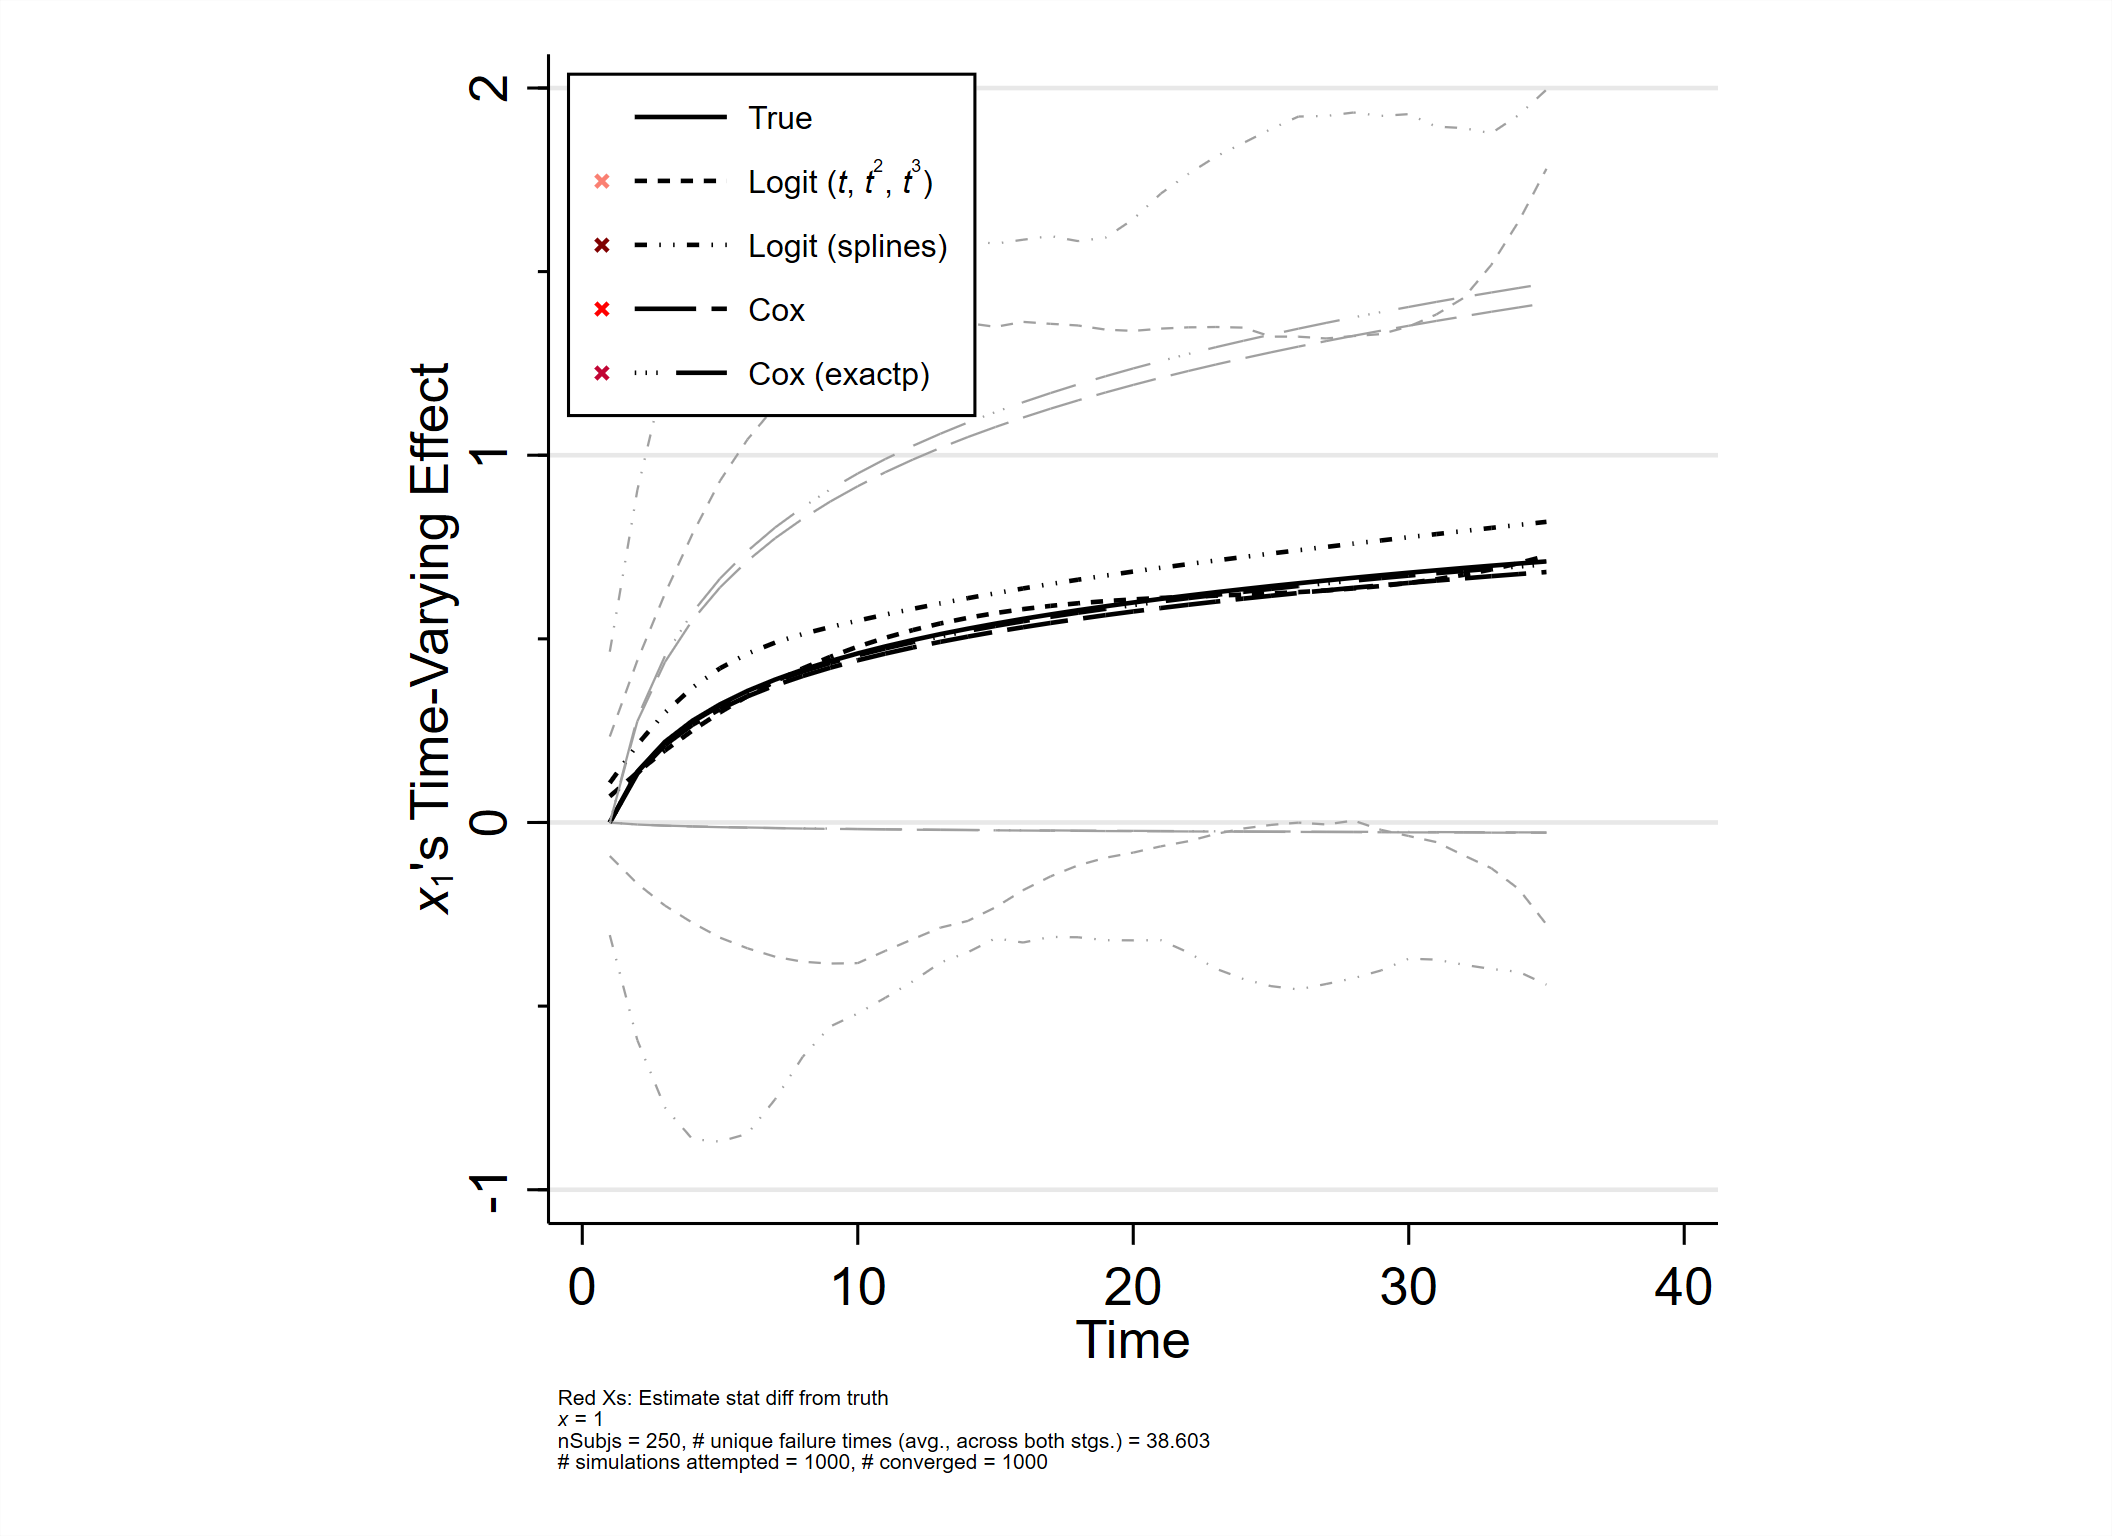 True
Logit (t, t², t³)
Logit (splines)
Cox
Cox (exactp)
x₁'s Time-Varying Effect
2
1
0
-1
0 10 20 30 40
Time
Red Xs: Estimate stat diff from truth
x = 1
nSubjs = 250, # unique failure times (avg., across both stgs.) = 38.603
# simulations attempted = 1000, # converged = 1000